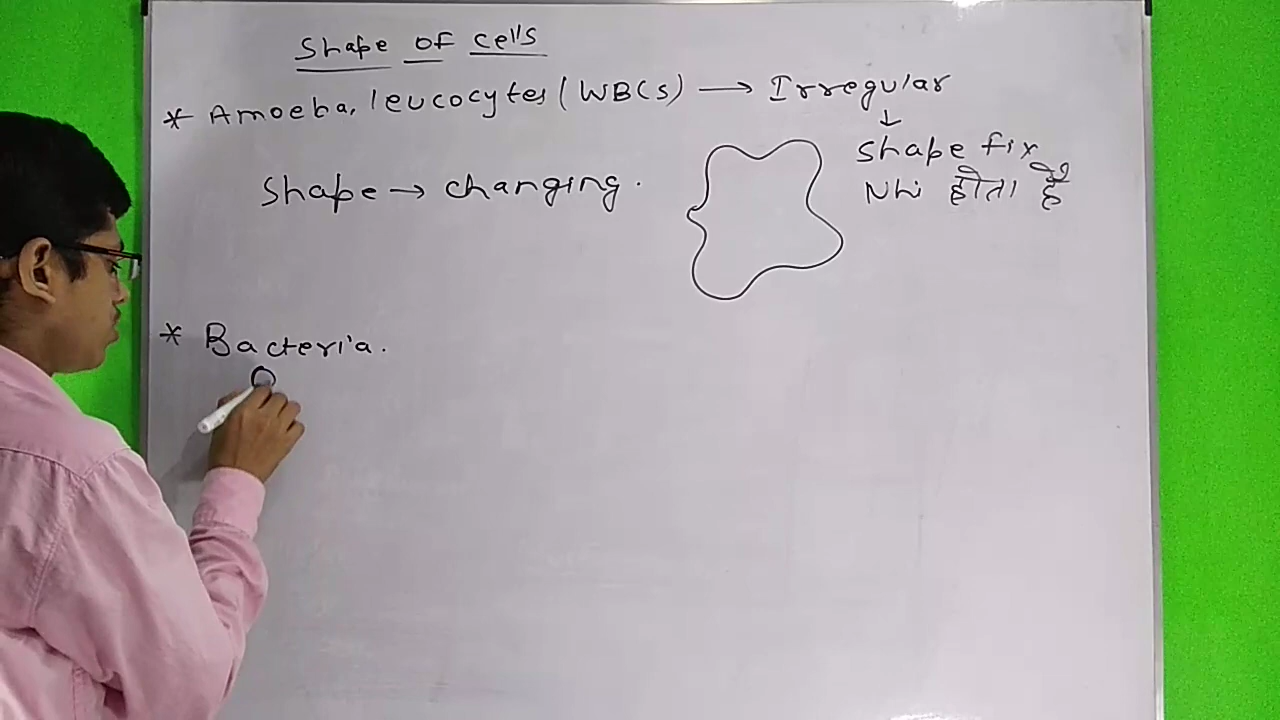 Shape of cells
* Amoeba, leucocytes (WBCs) → Irregular
↓
Shape fix
Nhi होता है
Shape → changing.
* Bacteria.